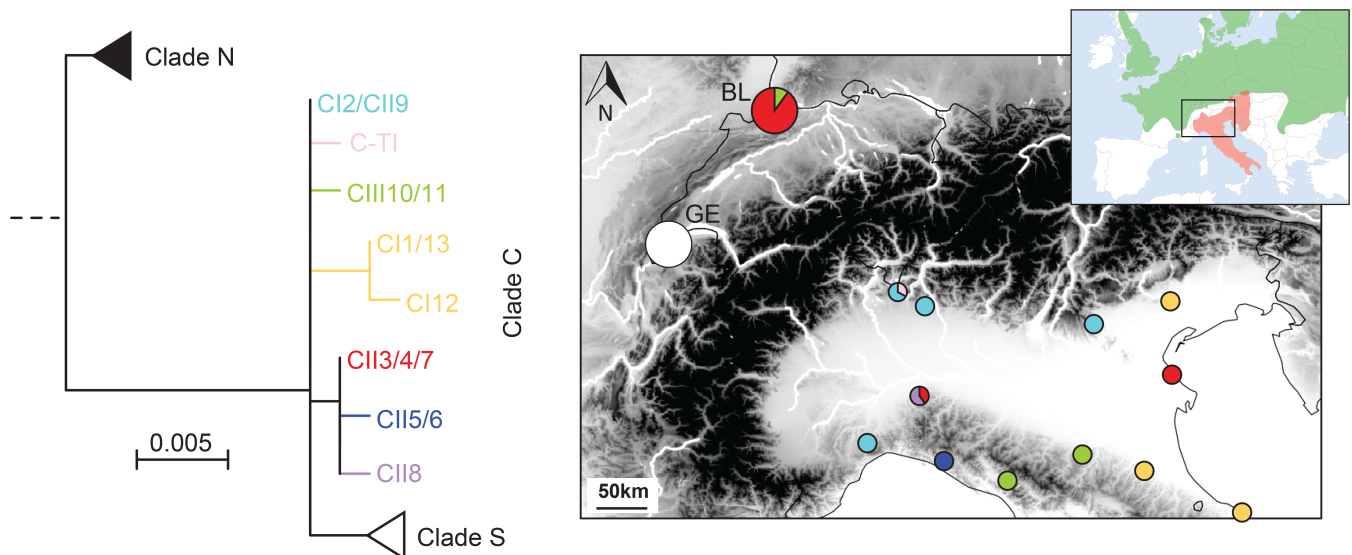 Clade N
CI2/CII9
C-TI
CIII10/11
CI1/13
CI12
CII3/4/7
CII5/6
CII8
Clade S
Clade C
0.005
N
BL
GE
50km